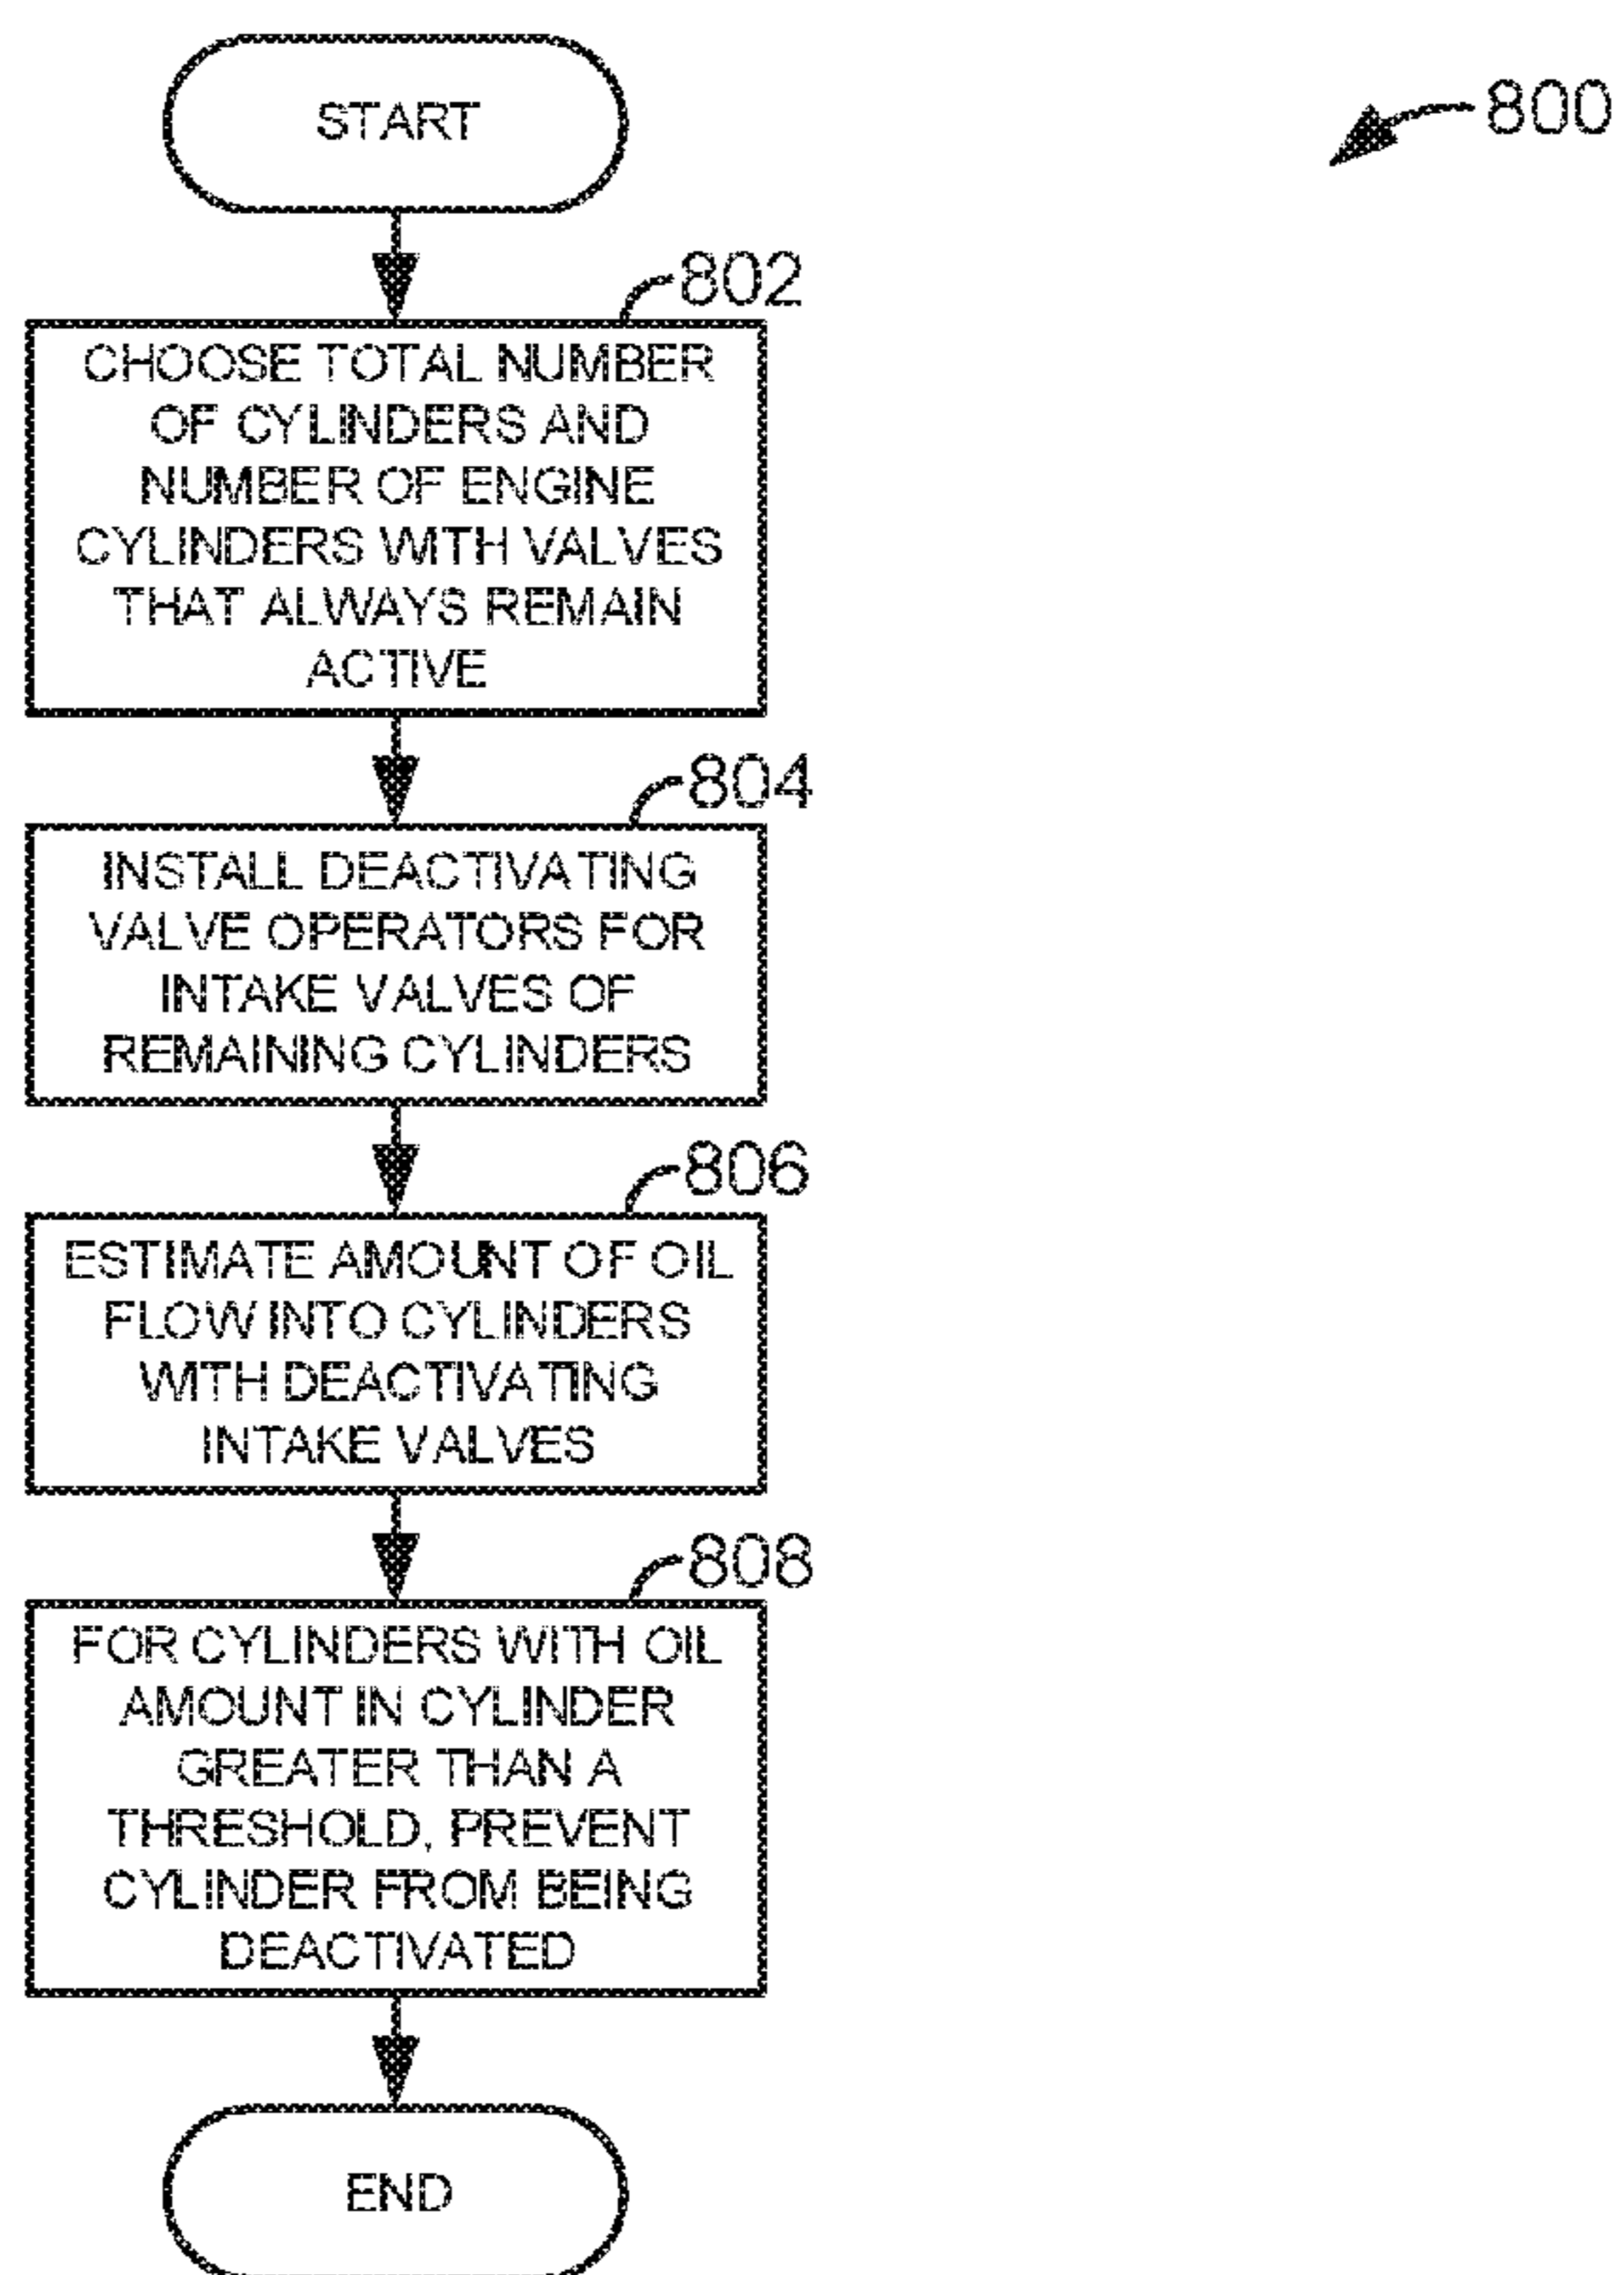 START
800
802
CHOOSE TOTAL NUMBER
OF CYLINDERS AND
NUMBER OF ENGINE
CYLINDERS WITH VALVES
THAT ALWAYS REMAIN
ACTIVE
804
INSTALL DEACTIVATING
VALVE OPERATORS FOR
INTAKE VALVES OF
REMAINING CYLINDERS
806
ESTIMATE AMOUNT OF OIL
FLOW INTO CYLINDERS
WITH DEACTIVATING
INTAKE VALVES
808
FOR CYLINDERS WITH OIL
AMOUNT IN CYLINDER
GREATER THAN A
THRESHOLD, PREVENT
CYLINDER FROM BEING
DEACTIVATED
END